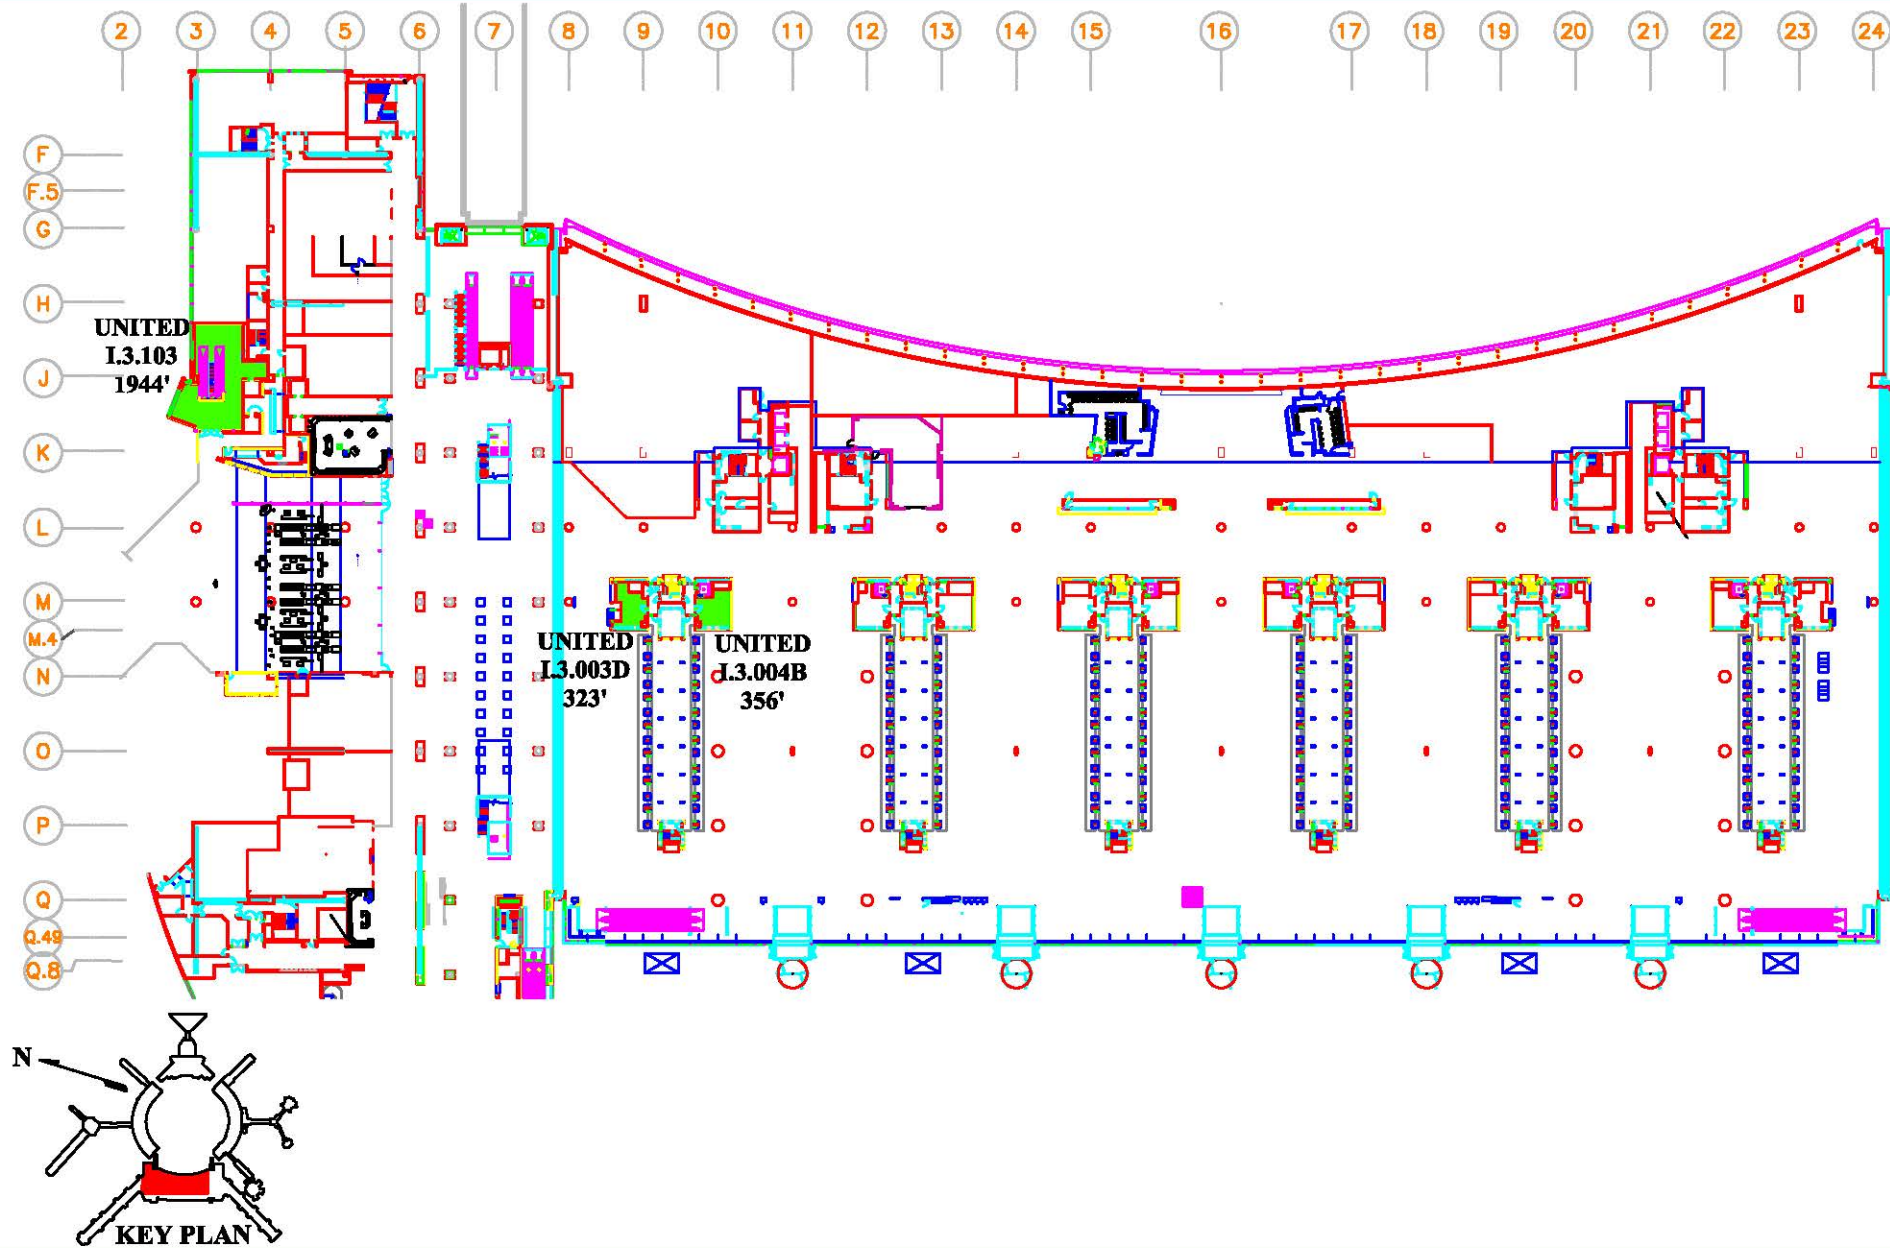 2 3 4 5 6 7 8 9 10 11 12 13 14 15 16 17 18 19 20 21 22 23 24
F
F.5
G
H
UNITED
I.3.103
1944'
J
K
L
M
M.4
UNITED
I.3.003D
323'
UNITED
I.3.004B
356'
N
O
P
Q
Q.49
Q.8
N
KEY PLAN